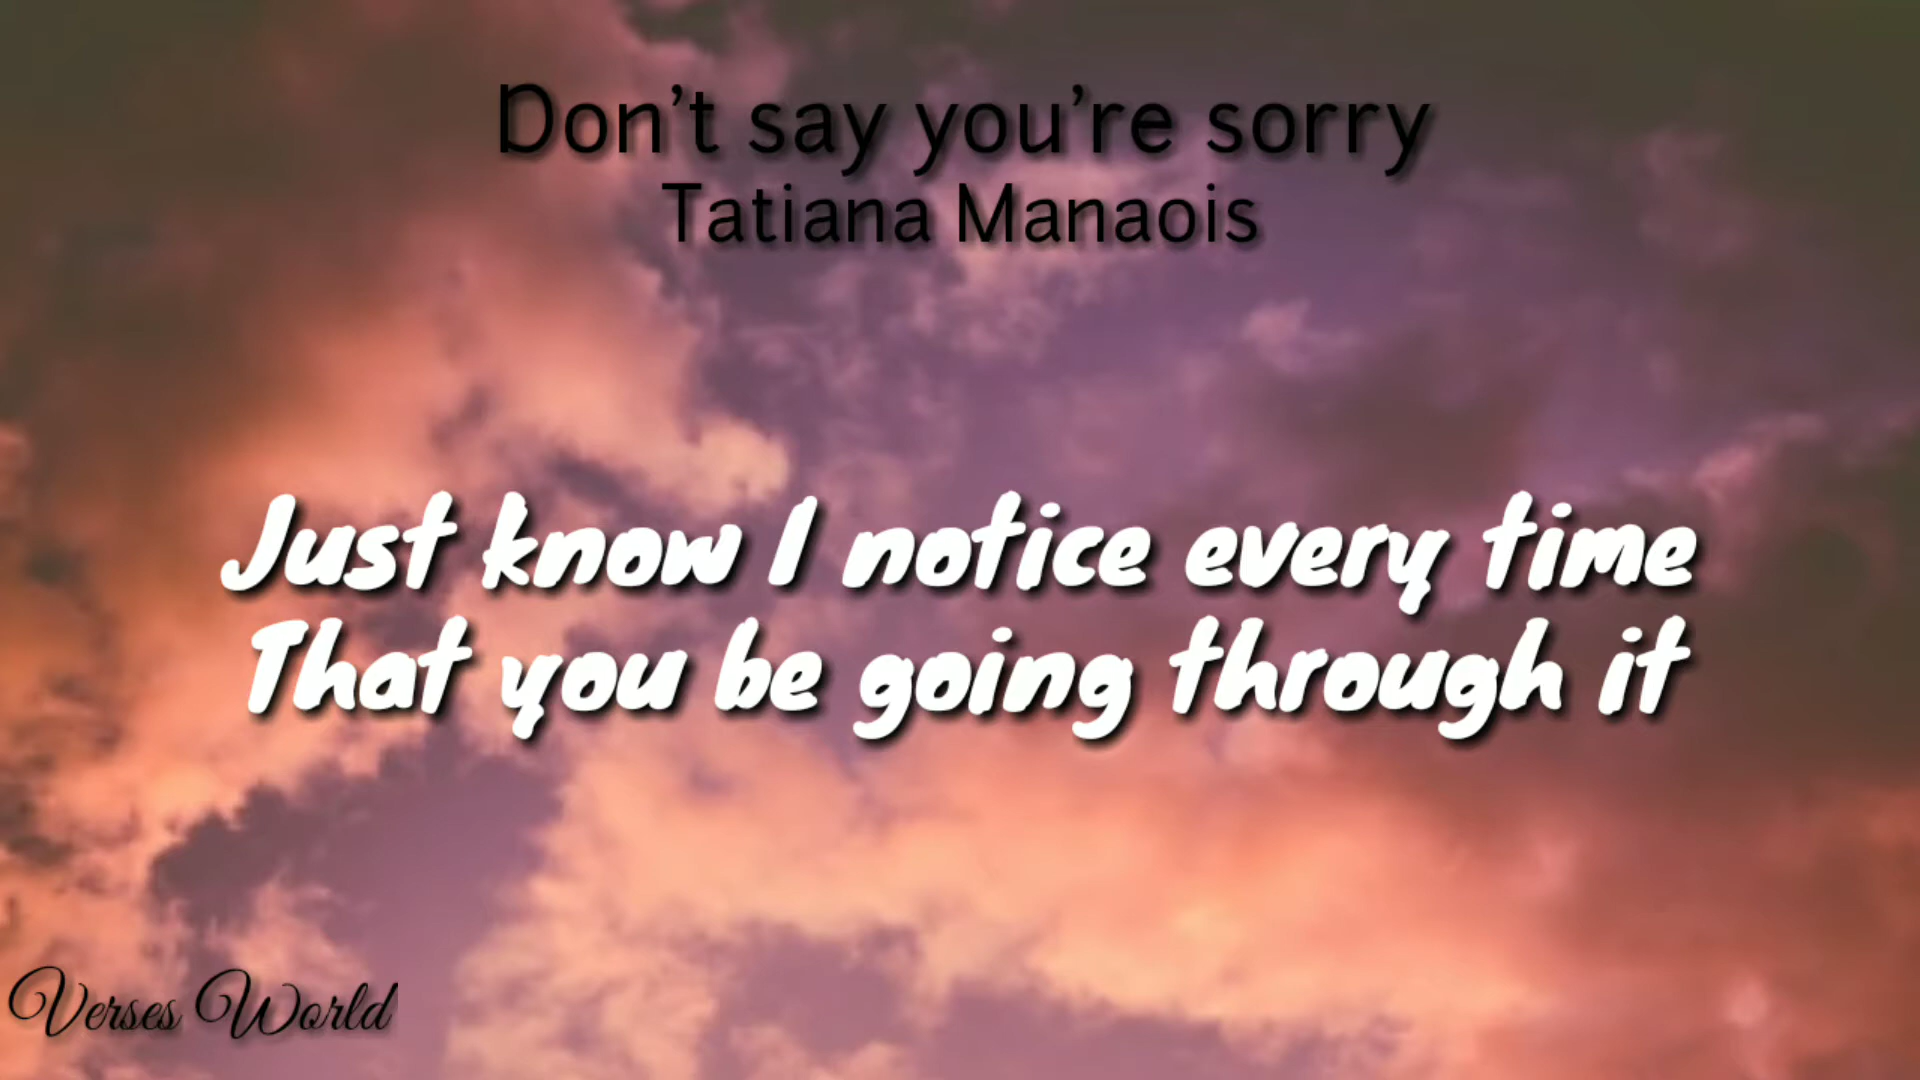 Don't say you're sorry
Tatiana Manaois
Just know I notice every time
That you be going through it
Verses World